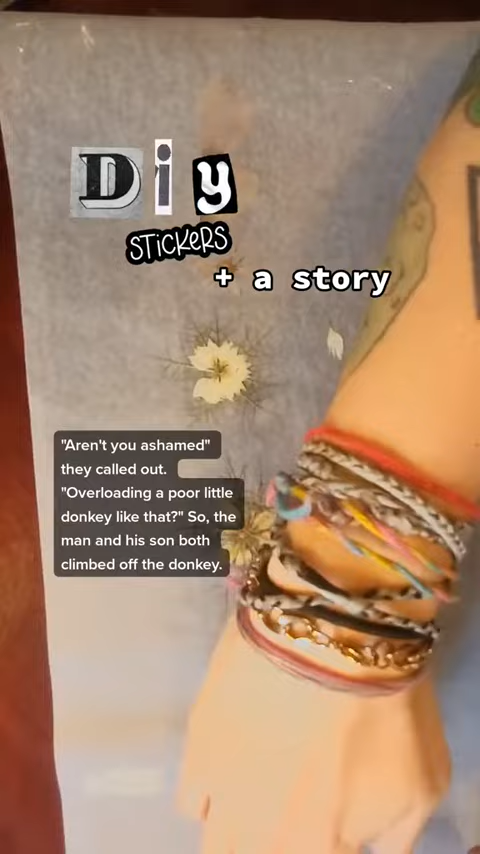 Diy
STiCKERS
+ a story
"Aren't you ashamed"
they called out.
"Overloading a poor little
donkey like that?" So, the
man and his son both
climbed off the donkey.